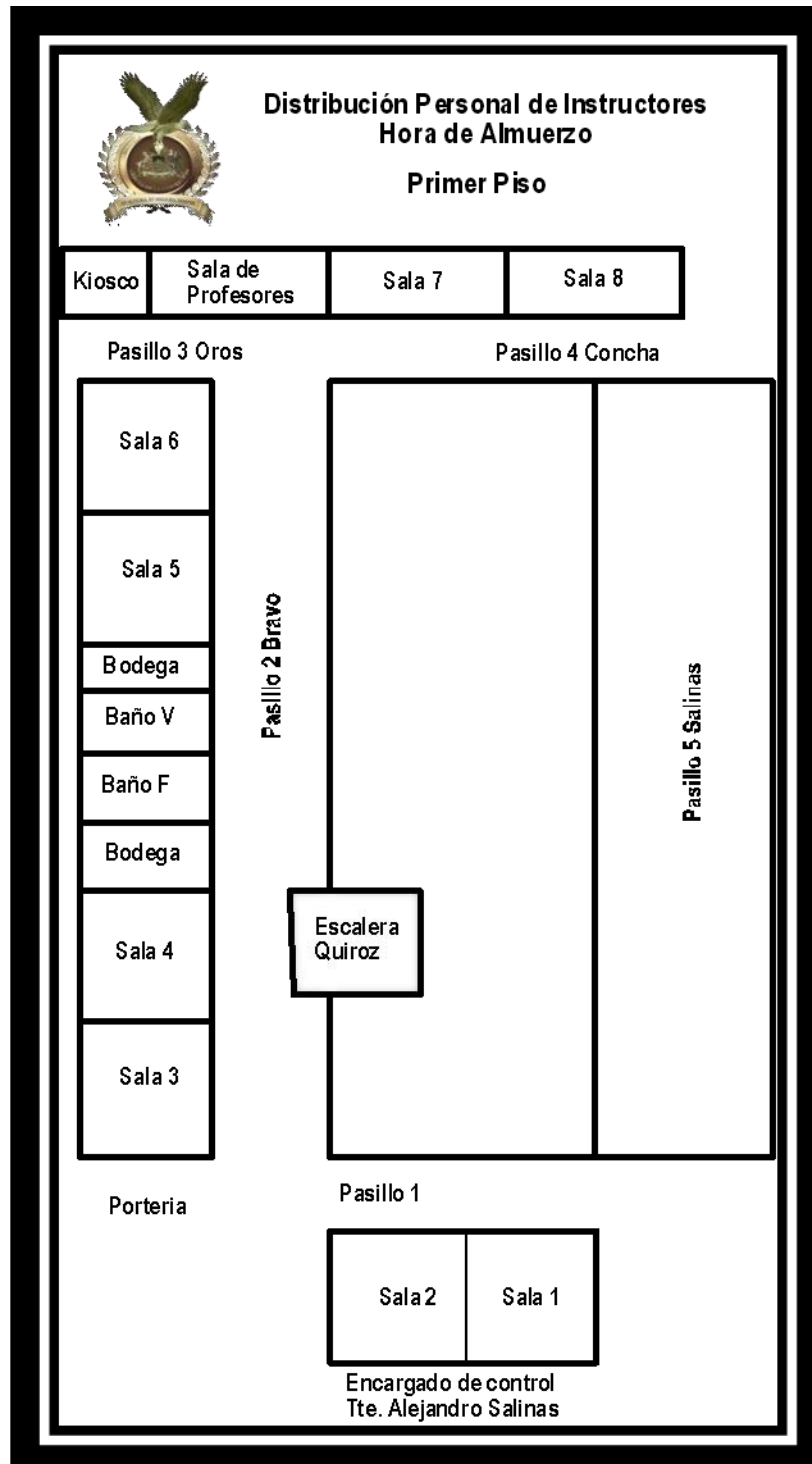 Distribución Personal de Instructores
Hora de Almuerzo
Primer Piso
Kiosco
Sala de
Profesores
Sala 7
Sala 8
Pasillo 3 Oros
Pasillo 4 Concha
Sala 6
Sala 5
Bodega
Baño V
Baño F
Bodega
Sala 4
Sala 3
Pasillo 2 Bravo
Escalera
Quiroz
Pasillo 5 Salinas
Porteria
Pasillo 1
Sala 2
Sala 1
Encargado de control
Tte. Alejandro Salinas